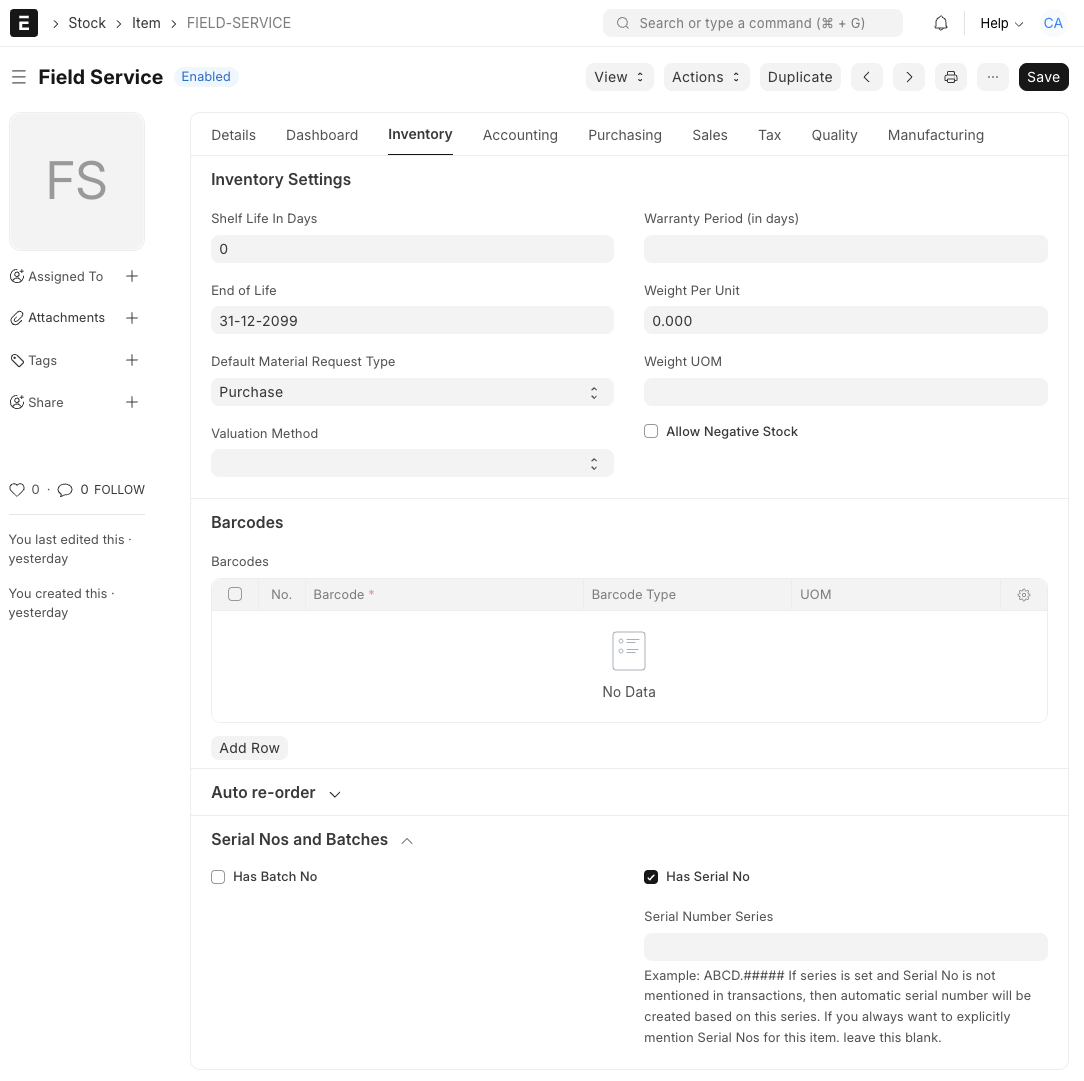 Stock
Item
FIELD-SERVICE
Search or type a command (⌘ + G)
Help
CA
Field Service
Enabled
View
Actions
Duplicate
...
Save
FS
Assigned To
Attachments
Tags
Share
0 · 0 FOLLOW
You last edited this ·
yesterday
You created this ·
yesterday
Details
Dashboard
Inventory
Accounting
Purchasing
Sales
Tax
Quality
Manufacturing
Inventory Settings
Shelf Life In Days
0
End of Life
31-12-2099
Default Material Request Type
Purchase
Valuation Method
Warranty Period (in days)
Weight Per Unit
0.000
Weight UOM
Allow Negative Stock
Barcodes
Barcodes
No.
Barcode *
Barcode Type
UOM
No Data
Add Row
Auto re-order
Serial Nos and Batches
Has Batch No
Has Serial No
Serial Number Series
Example: ABCD.##### If series is set and Serial No is not
mentioned in transactions, then automatic serial number will be
created based on this series. If you always want to explicitly
mention Serial Nos for this item. leave this blank.